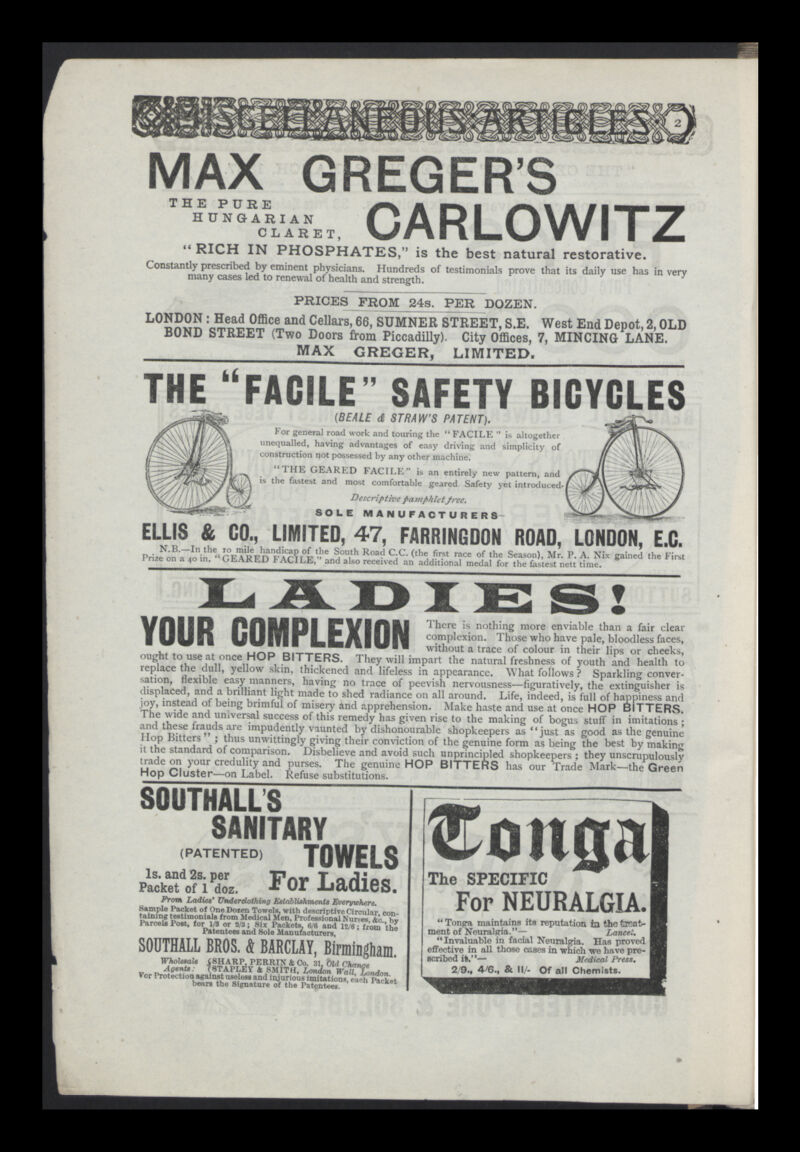 MISCELLANEOUS·ARTICLES· 2
MAX GREGER'S
THE PURE
HUNGARIAN
CLARET,
CARLOWITZ
"RICH IN PHOSPHATES," is the best natural restorative.
Constantly prescribed by eminent physicians. Hundreds of testimonials prove that its daily use has in very
many cases led to renewal of health and strength.
PRICES FROM 24s. PER DOZEN.
LONDON: Head Office and Cellars, 66, SUMNER STREET, S.E. West End Depot, 2, OLD
BOND STREET (Two Doors from Piccadilly). City Offices, 7, MINCING LANE.
MAX GREGER, LIMITED.
THE "FACILE" SAFETY BICYCLES
(BEALE & STRAW'S PATENT).
For general road work and touring the "FACILE" is altogether
unequalled, having advantages of easy driving and simplicity of
construction not possessed by any other machine.
"THE GEARED FACILE" is an entirely new pattern, and
is the fastest and most comfortable geared Safety yet introduced.
Descriptive pamphlet free.
SOLE MANUFACTURERS
ELLIS & CO., LIMITED, 47, FARRINGDON ROAD, LONDON, E.C.
N.B.—In the 10 mile handicap of the South Road C.C. (the first race of the Season), Mr. P. A. Nix gained the First
Prize on a 40 in. "GEARED FACILE," and also received an additional medal for the fastest nett time.
LADIES!
YOUR COMPLEXION
There is nothing more enviable than a fair clear
complexion. Those who have pale, bloodless faces,
without a trace of colour in their lips or cheeks,
ought to use at once HOP BITTERS. They will impart the natural freshness of youth and health to
replace the dull, yellow skin, thickened and lifeless in appearance. What follows? Sparkling conver-
sation, flexible easy manners, having no trace of peevish nervousness—figuratively, the extinguisher is
displaced, and a brilliant light made to shed radiance on all around. Life, indeed, is full of happiness and
joy, instead of being brimful of misery and apprehension. Make haste and use at once HOP BITTERS.
The wide and universal success of this remedy has given rise to the making of bogus stuff in imitations;
and these frauds are impudently vaunted by dishonourable shopkeepers as "just as good as the genuine
Hop Bitters"; thus unwittingly giving their conviction of the genuine form as being the best by making
it the standard of comparison. Disbelieve and avoid such unprincipled shopkeepers; they unscrupulously
trade on your credulity and purses. The genuine HOP BITTERS has our Trade Mark—the Green
Hop Cluster—on Label. Refuse substitutions.
SOUTHALL'S
SANITARY
(PATENTED) TOWELS
1s. and 2s. per
Packet of 1 doz.
For Ladies.
From Ladies' Underclothing Establishments Everywhere.
Sample Packet of One Dozen Towels, with descriptive Circular, con-
taining testimonials from Medical Men, Professional Nurses, &c., by
Parcels Post, for 1/3 or 2/3; Six Packets, 6/6 and 12/6; from the
Patentees and Sole Manufacturers,
SOUTHALL BROS. & BARCLAY, Birmingham.
Wholesale {SHARP, PERRIN & Co. 31, Old Change
Agents: {STAPLEY & SMITH, London Wall, London.
Vor Protection against useless and injurious imitations, each Packet
bears the Signature of the Patentees.
Tonga
The SPECIFIC
For NEURALGIA.
"Tonga maintains its reputation in the treat-
ment of Neuralgia."— Lancet.
"Invaluable in facial Neuralgia. Has proved
effective in all those cases in which we have pre-
scribed it."— Medical Press.
2/9., 4/6., & 11/- Of all Chemists.